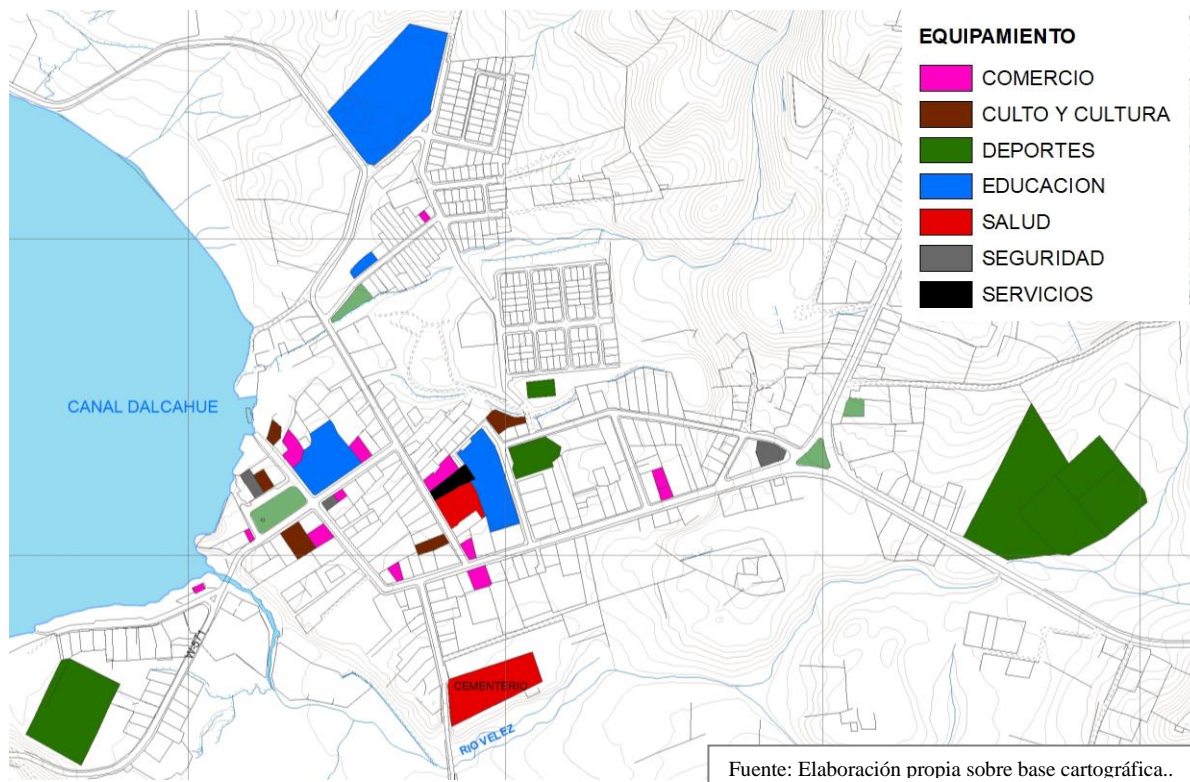 EQUIPAMIENTO
COMERCIO
CULTO Y CULTURA
DEPORTES
EDUCACION
SALUD
SEGURIDAD
SERVICIOS
CANAL DALCAHUE
CEMENTERIO
RIO VELEZ
Fuente: Elaboración propia sobre base cartográfica..